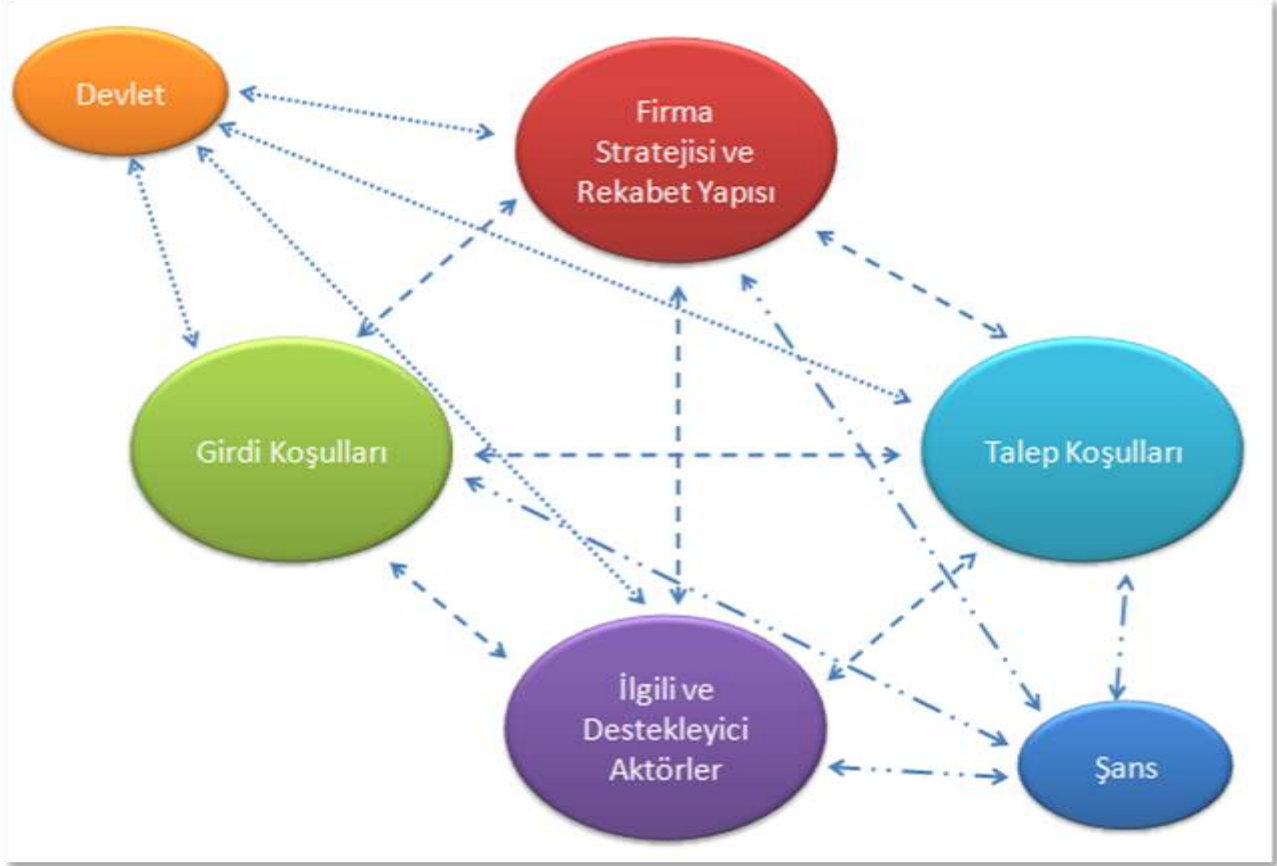 Devlet
Firma
Stratejisi ve
Rekabet Yapısı
Girdi Koşulları
Talep Koşulları
İlgili ve
Destekleyici
Aktörler
Şans